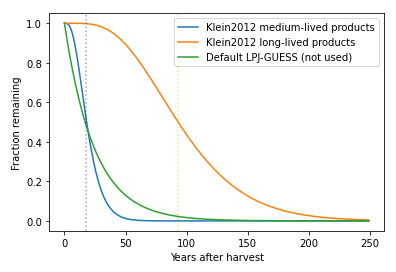 Klein2012 medium-lived products
Klein2012 long-lived products
Default LPJ-GUESS (not used)
1.0
0.8
0.6
0.4
0.2
0.0
Fraction remaining
0 50 100 150 200 250
Years after harvest